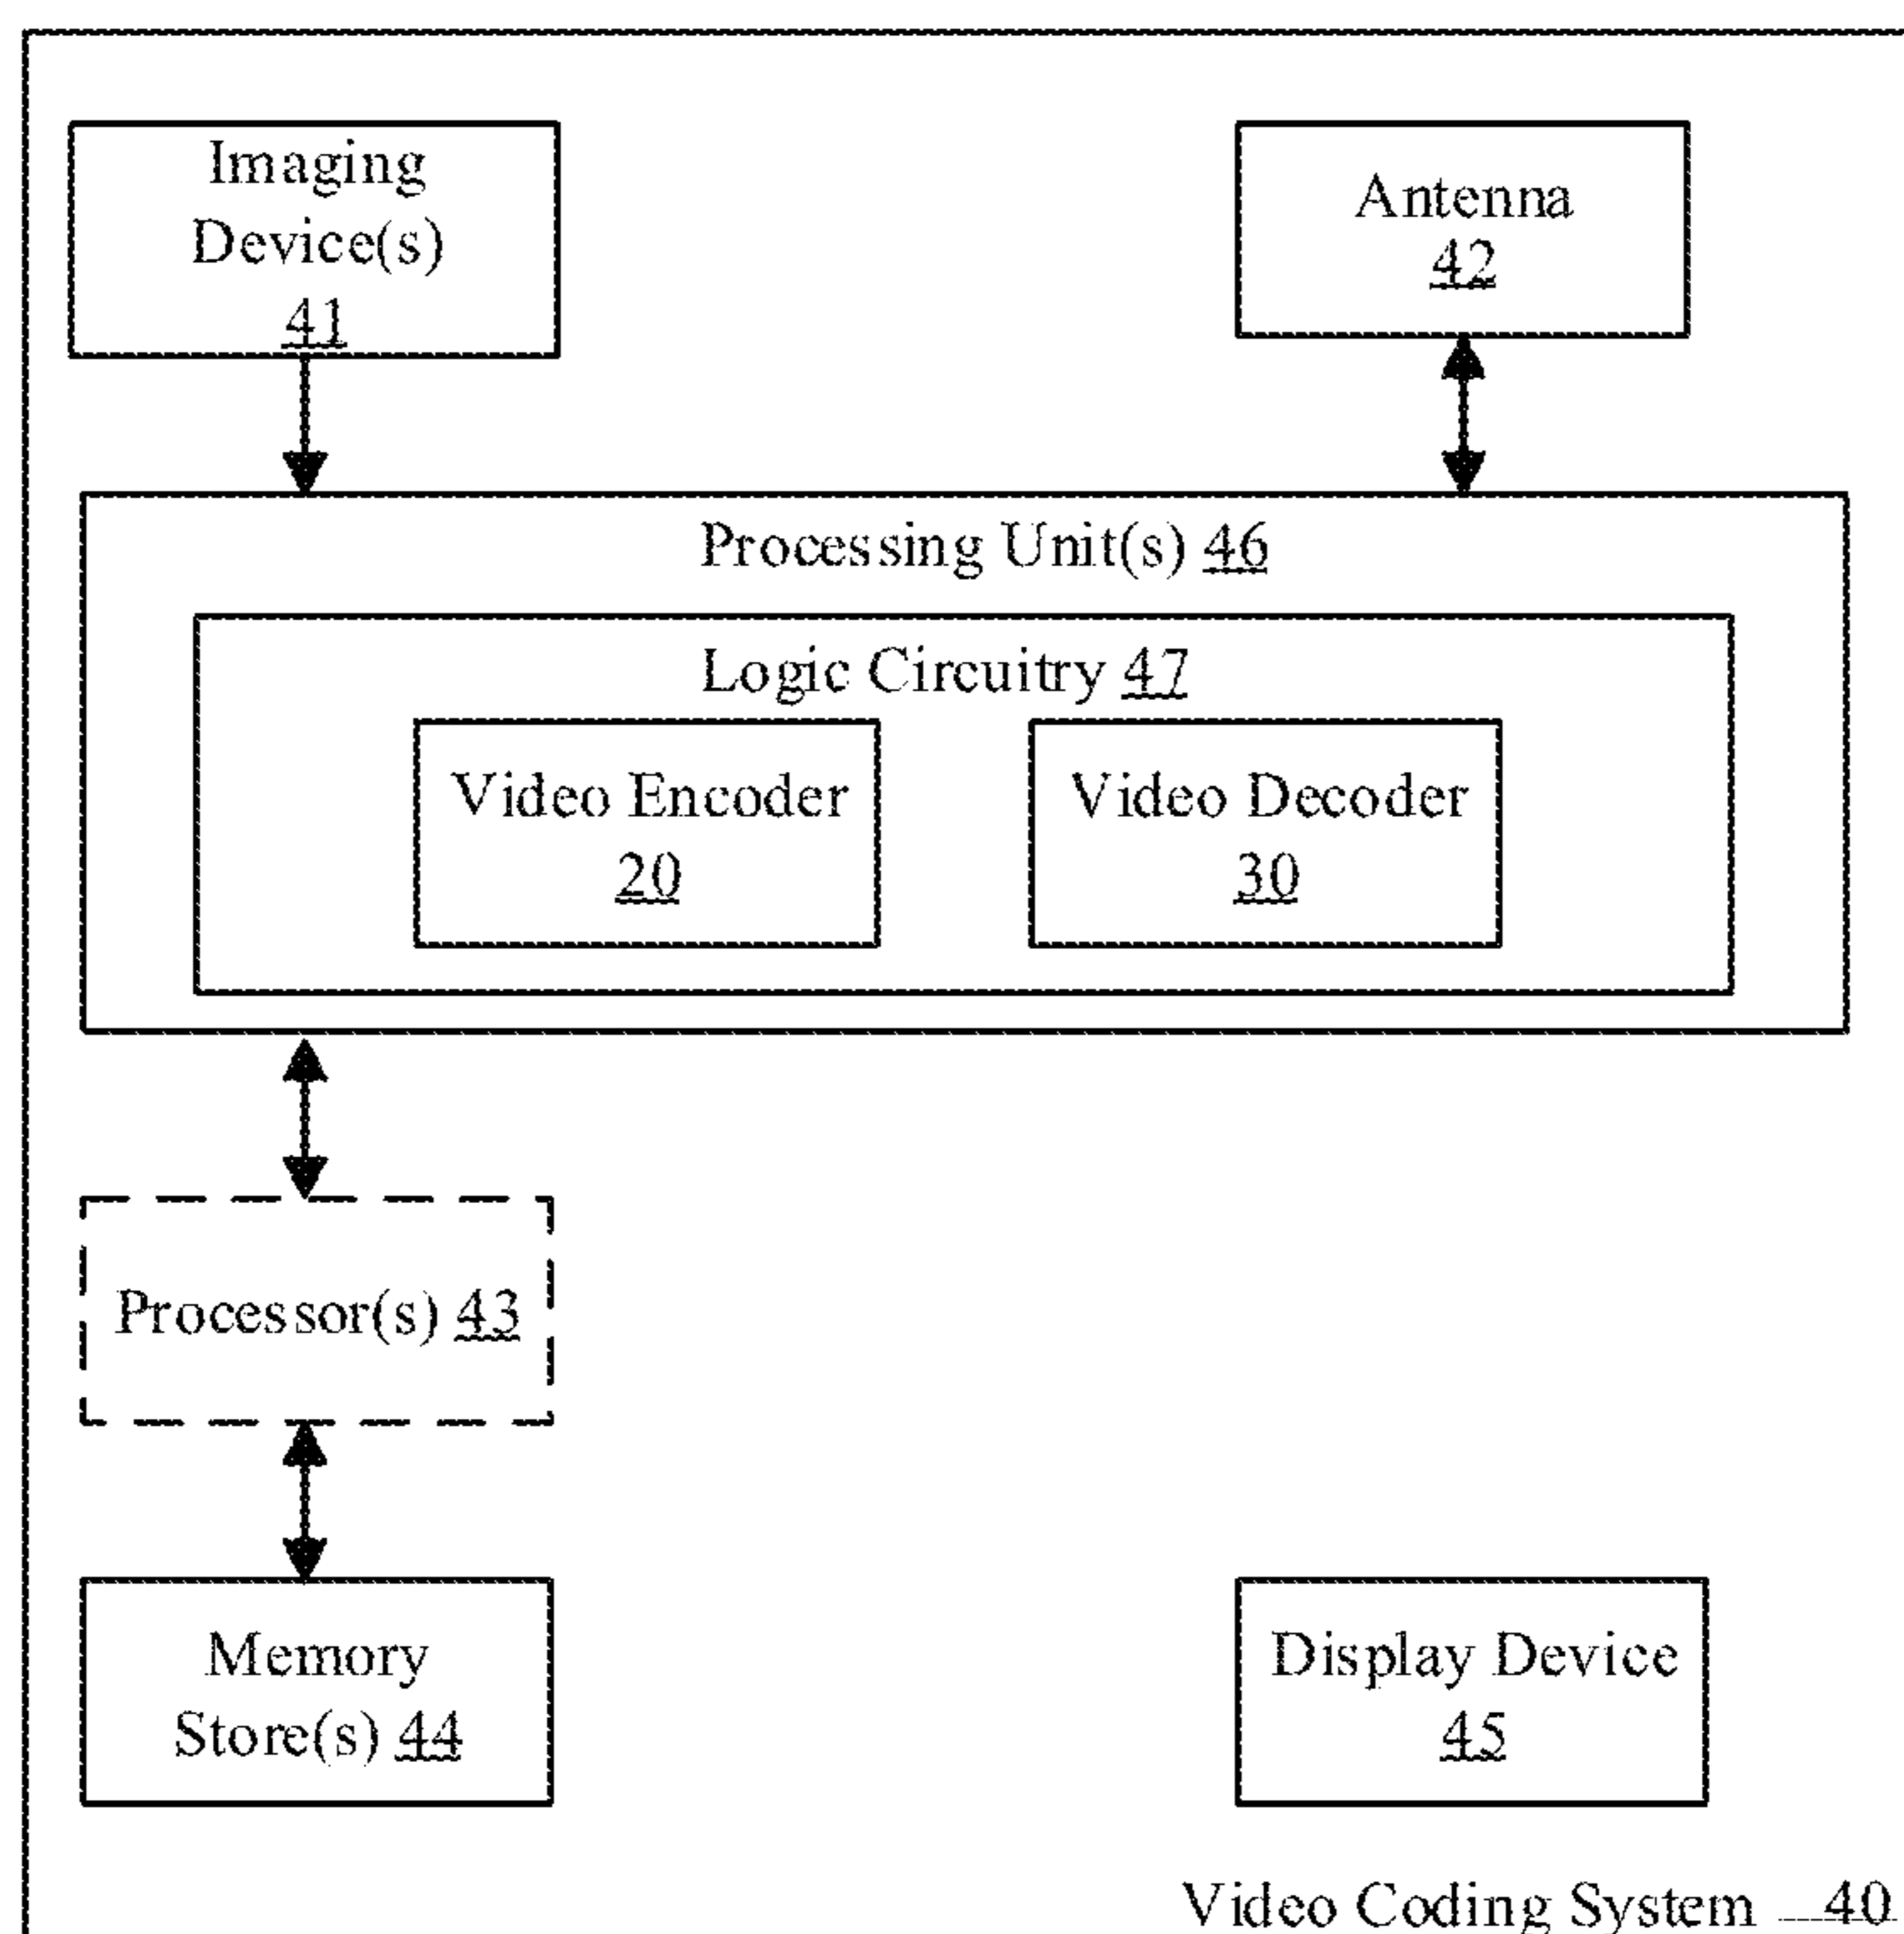 Imaging
Device(s)
41
Antenna
42
Processing Unit(s) 46
Logic Circuitry 47
Video Encoder
20
Video Decoder
30
Processor(s) 43
Memory
Store(s) 44
Display Device
45
Video Coding System 40